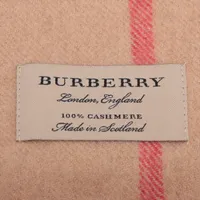 BURBERRY
London, England
100% CASHMERE
Made in Scotland